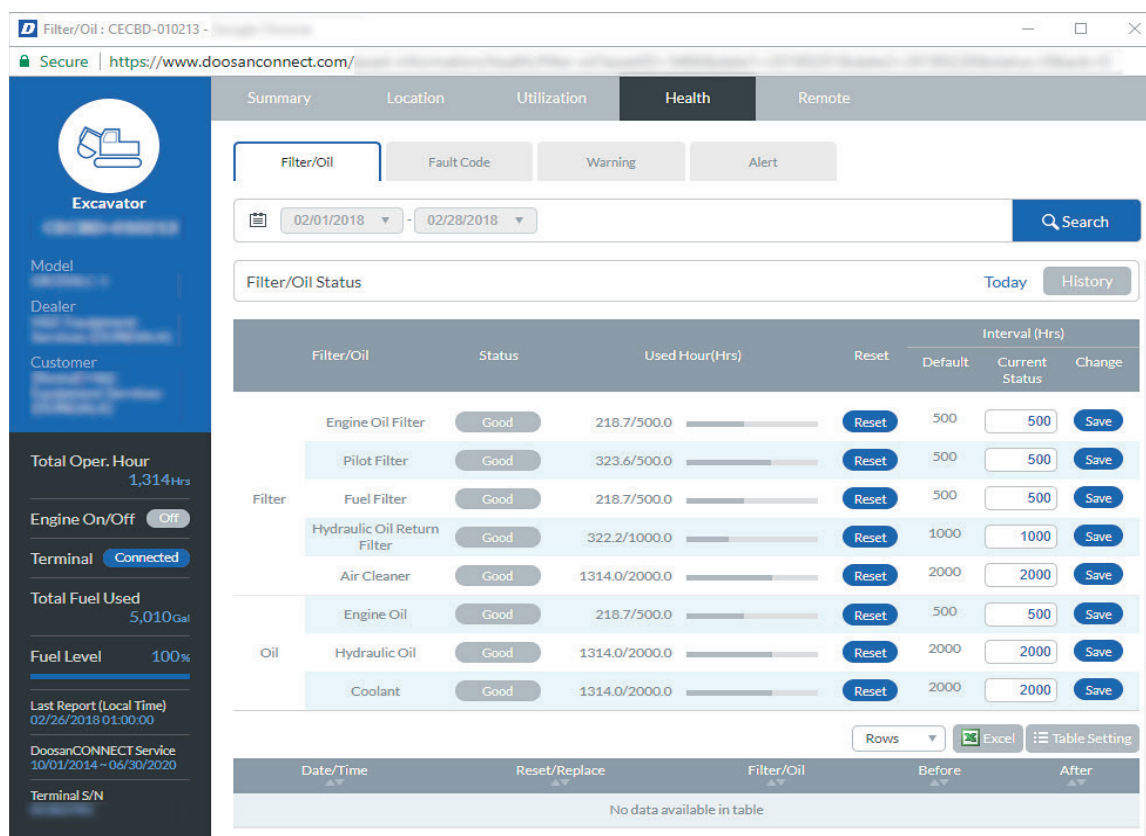 Filter/Oil : CECBD-010213 -
Secure | https://www.doosanconnect.com/
Summary Location Utilization Health Remote
Filter/Oil Fault Code Warning Alert
02/01/2018 - 02/28/2018 Search
Filter/Oil Status Today History
Excavator
Model
Dealer
Customer
Total Oper. Hour
1,314 Hrs
Engine On/Off Off
Terminal Connected
Total Fuel Used
5,010 Gal
Fuel Level 100%
Last Report (Local Time)
02/26/2018 01:00:00
DoosanCONNECT Service
10/01/2014 ~ 06/30/2020
Terminal S/N
Interval (Hrs)
Filter/Oil Status Used Hour(Hrs) Reset Default Current Status Change
Filter
Engine Oil Filter Good 218.7/500.0 Reset 500 500 Save
Pilot Filter Good 323.6/500.0 Reset 500 500 Save
Fuel Filter Good 218.7/500.0 Reset 500 500 Save
Hydraulic Oil Return Filter Good 322.2/1000.0 Reset 1000 1000 Save
Air Cleaner Good 1314.0/2000.0 Reset 2000 2000 Save
Oil
Engine Oil Good 218.7/500.0 Reset 500 500 Save
Hydraulic Oil Good 1314.0/2000.0 Reset 2000 2000 Save
Coolant Good 1314.0/2000.0 Reset 2000 2000 Save
Rows Excel Table Setting
Date/Time Reset/Replace Filter/Oil Before After
No data available in table